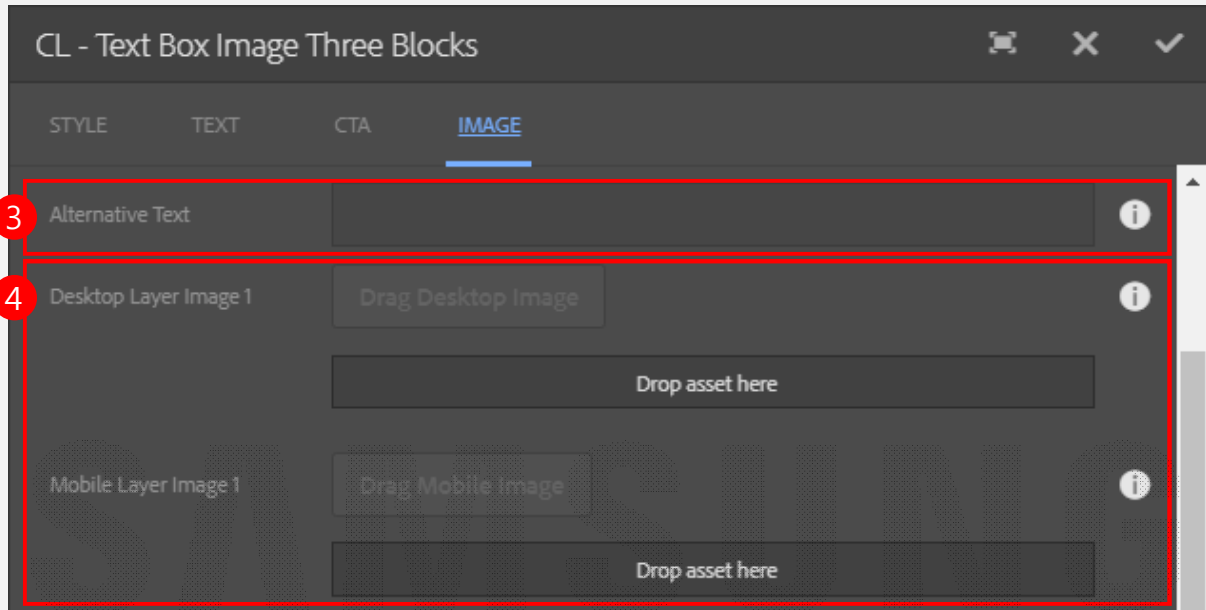 CL - Text Box Image Three Blocks
STYLE TEXT CTA IMAGE
3 Alternative Text
4 Desktop Layer Image 1 Drag Desktop Image
Drop asset here
Mobile Layer Image 1 Drag Mobile Image
Drop asset here
SAMSUNG